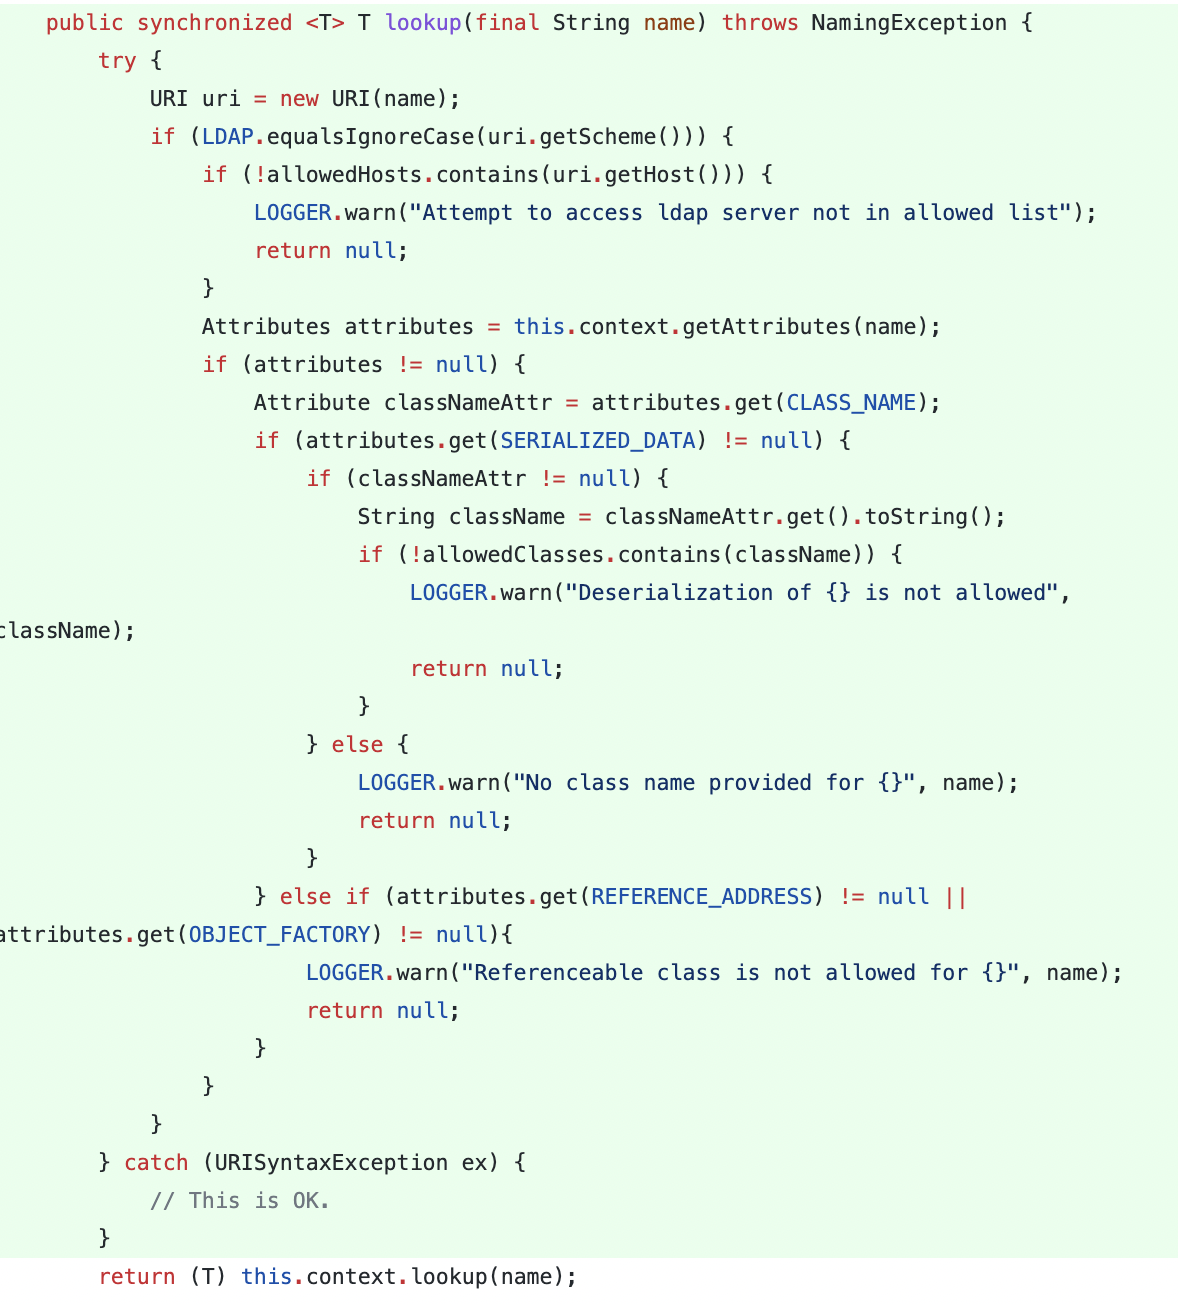 public synchronized <T> T lookup(final String name) throws NamingException {
        try {
            URI uri = new URI(name);
            if (LDAP.equalsIgnoreCase(uri.getScheme())) {
                if (!allowedHosts.contains(uri.getHost())) {
                    LOGGER.warn("Attempt to access ldap server not in allowed list");
                    return null;
                }
                Attributes attributes = this.context.getAttributes(name);
                if (attributes != null) {
                    Attribute classNameAttr = attributes.get(CLASS_NAME);
                    if (attributes.get(SERIALIZED_DATA) != null) {
                        if (classNameAttr != null) {
                            String className = classNameAttr.get().toString();
                            if (!allowedClasses.contains(className)) {
                                LOGGER.warn("Deserialization of {} is not allowed",
className);
                                return null;
                            }
                        } else {
                            LOGGER.warn("No class name provided for {}", name);
                            return null;
                        }
                    } else if (attributes.get(REFERENCE_ADDRESS) != null ||
attributes.get(OBJECT_FACTORY) != null){
                        LOGGER.warn("Referenceable class is not allowed for {}", name);
                        return null;
                    }
                }
            }
        } catch (URISyntaxException ex) {
            // This is OK.
        }
        return (T) this.context.lookup(name);